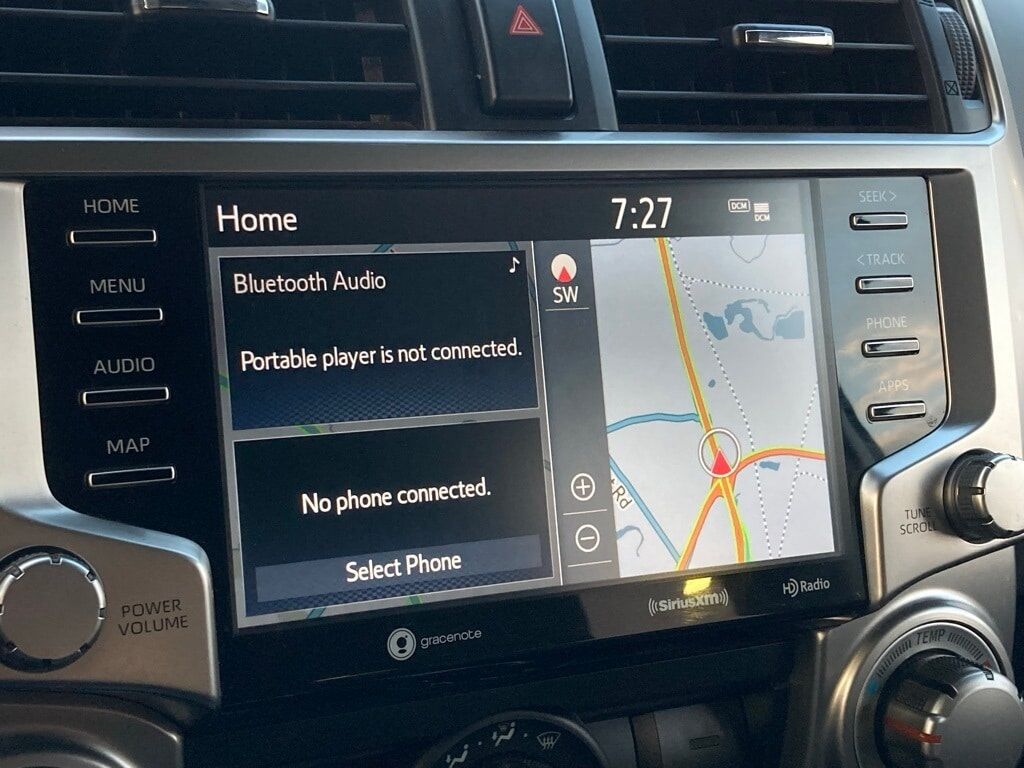 HOME
MENU
AUDIO
MAP
POWER
VOLUME
Home
7:27
DCM
DCM
Bluetooth Audio
Portable player is not connected.
No phone connected.
Select Phone
SW
Rd
gracenote
((SiriusXM))
HD Radio
SEEK >
< TRACK
PHONE
APPS
TUNE
SCROLL
TEMP